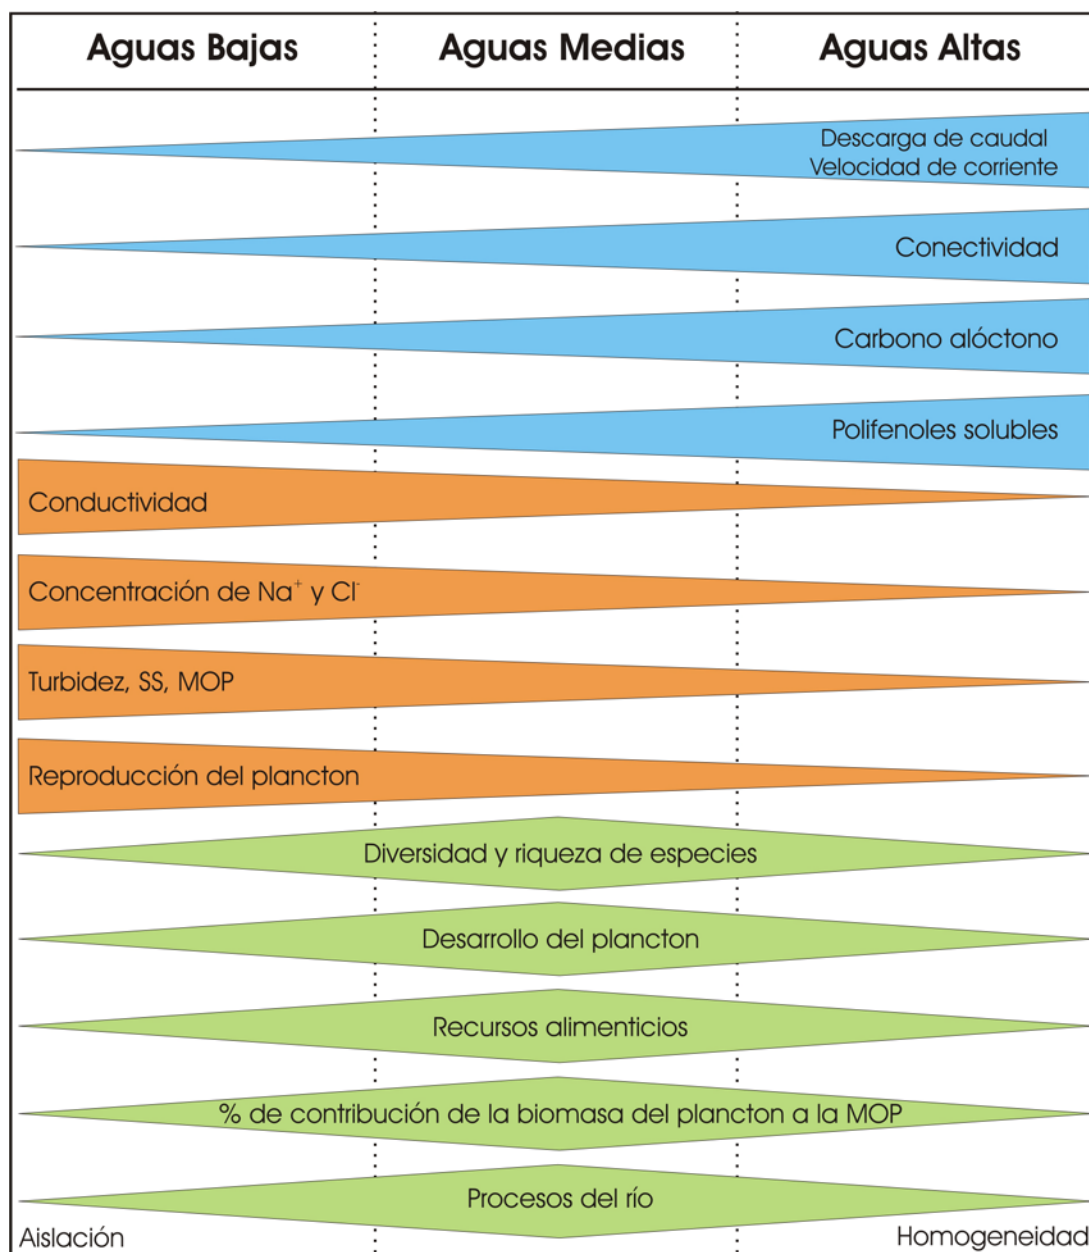 Aguas Bajas Aguas Medias Aguas Altas
Descarga de caudal
Velocidad de corriente
Conectividad
Carbono alóctono
Polifenoles solubles
Conductividad
Concentración de Na⁺ y Cl⁻
Turbidez, SS, MOP
Reproducción del plancton
Diversidad y riqueza de especies
Desarrollo del plancton
Recursos alimenticios
% de contribución de la biomasa del plancton a la MOP
Procesos del río
Aislación Homogeneidad